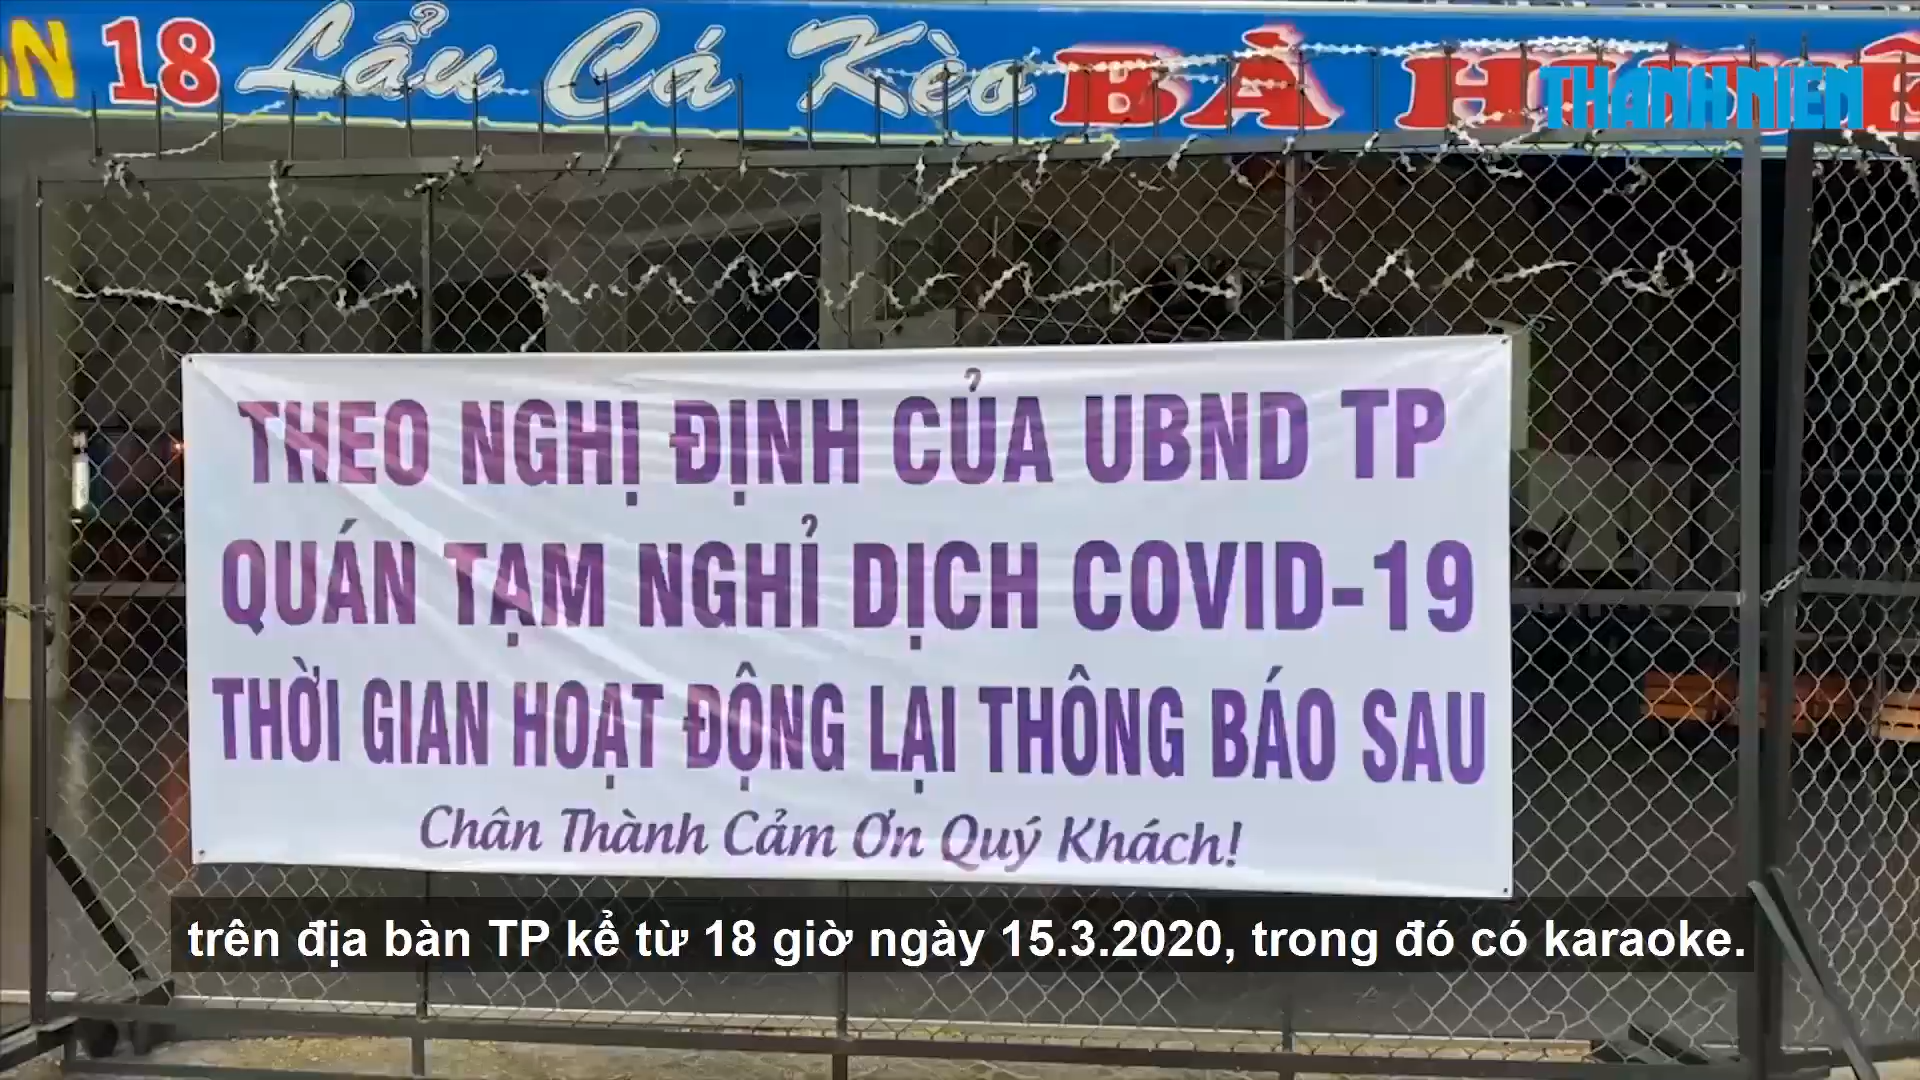 18 Lẩu Cá Kèo BÀ
THANH NIÊN
THEO NGHỊ ĐỊNH CỦA UBND TP
QUÁN TẠM NGHỈ DỊCH COVID-19
THỜI GIAN HOẠT ĐỘNG LẠI THÔNG BÁO SAU
Chân Thành Cảm Ơn Quý Khách!
trên địa bàn TP kể từ 18 giờ ngày 15.3.2020, trong đó có karaoke.